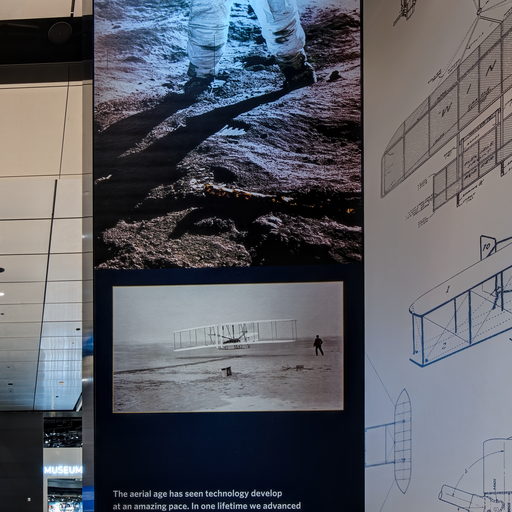 MUSEUM
The aerial age has seen technology develop
at an amazing pace. In one lifetime we advanced